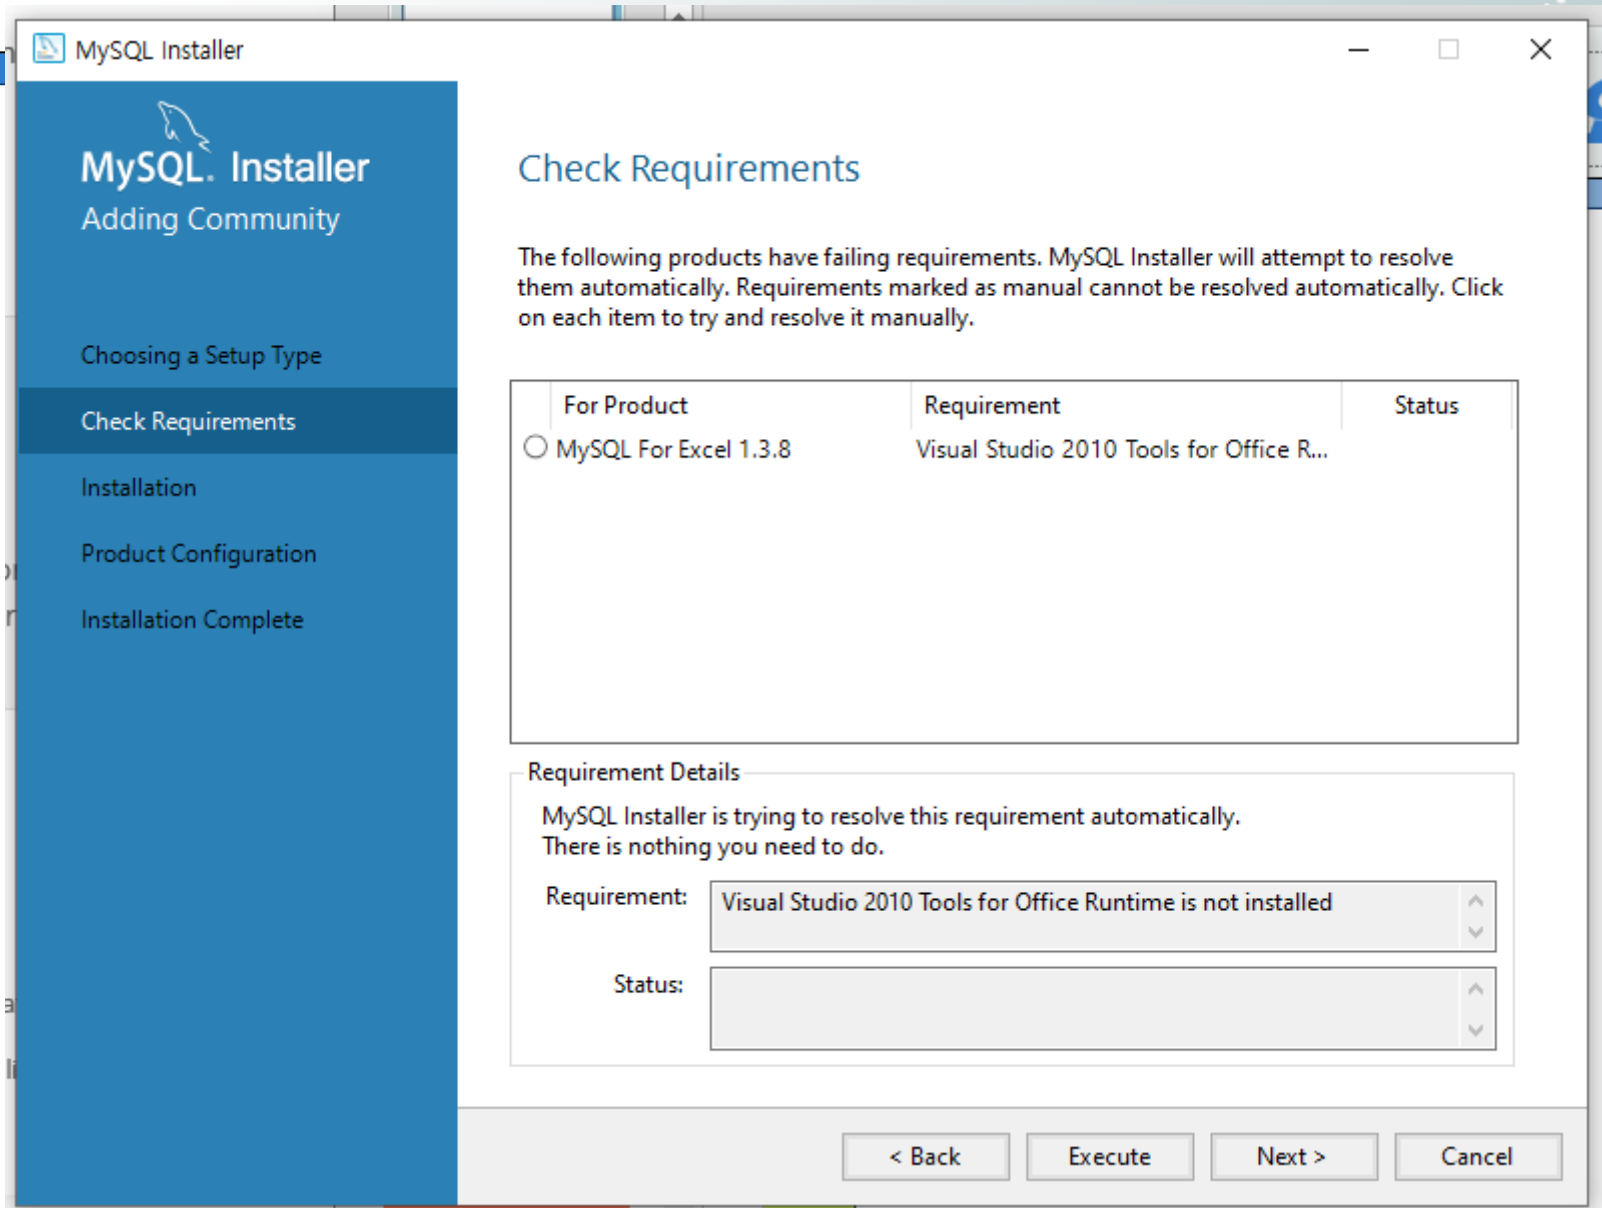 MySQL Installer
MySQL. Installer
Adding Community
Choosing a Setup Type
Check Requirements
Installation
Product Configuration
Installation Complete
Check Requirements
The following products have failing requirements. MySQL Installer will attempt to resolve
them automatically. Requirements marked as manual cannot be resolved automatically. Click
on each item to try and resolve it manually.
For Product Requirement Status
MySQL For Excel 1.3.8 Visual Studio 2010 Tools for Office R...
Requirement Details
MySQL Installer is trying to resolve this requirement automatically.
There is nothing you need to do.
Requirement: Visual Studio 2010 Tools for Office Runtime is not installed
Status:
< Back Execute Next > Cancel